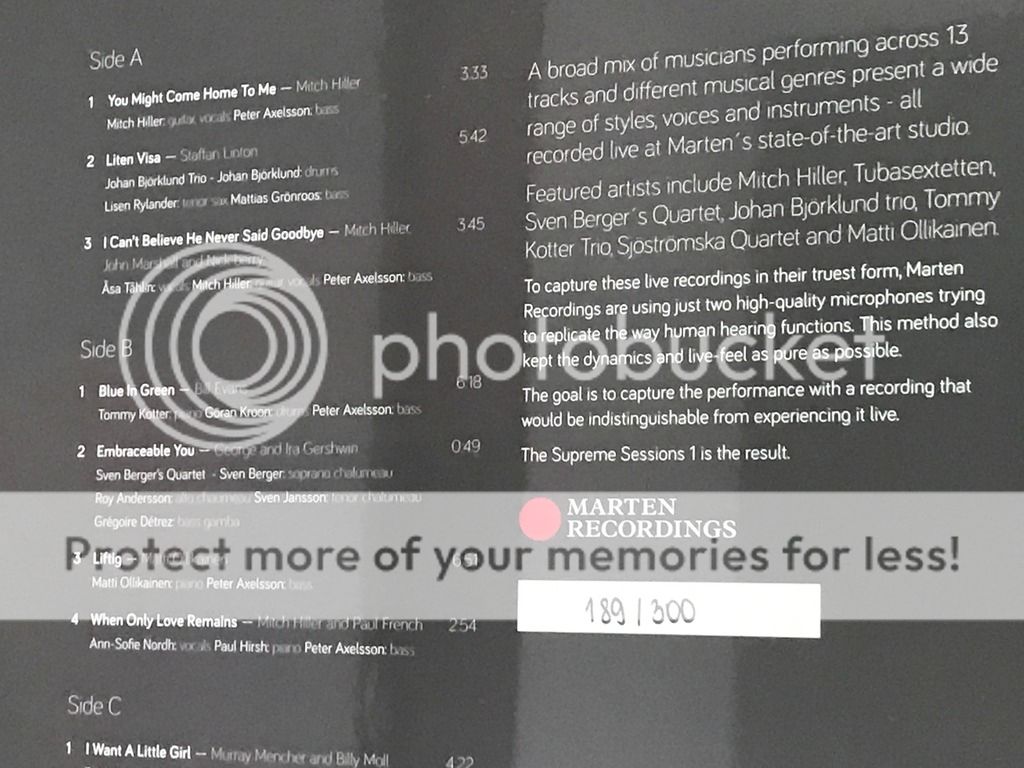 Side A
1 You Might Come Home To Me – Mitch Hiller 3:33
Mitch Hiller: guitar, vocals Peter Axelsson: bass
2 Liten Visa – Staffan Linton 5:42
Johan Björklund Trio - Johan Björklund: drums
Lisen Rylander: tenor sax Mattias Grönroos: bass
3 I Can't Believe He Never Said Goodbye – Mitch Hiller, 3:45
John Marshall and Nick Berry
Åsa Tählin: vocals Mitch Hiller: guitar, vocals Peter Axelsson: bass
Side B
1 Blue In Green – Bill Evans 6:18
Tommy Kotter: piano Göran Kroon: drums Peter Axelsson: bass
2 Embraceable You – George and Ira Gershwin 0:49
Sven Berger's Quartet - Sven Berger: soprano chalumeau
Roy Andersson: alto chaumeau Sven Jansson: tenor chalumeau
Grégoire Détrez: bass gamba
3 Liftig – Matti Ollikainen 6:51
Matti Ollikainen: piano Peter Axelsson: bass
4 When Only Love Remains – Mitch Hiller and Paul French 2:54
Ann-Sofie Nordh: vocals Paul Hirsh: piano Peter Axelsson: bass
Side C
1 I Want A Little Girl – Murray Mencher and Billy Moll 4:22
A broad mix of musicians performing across 13
tracks and different musical genres present a wide
range of styles, voices and instruments - all
recorded live at Marten´s state-of-the-art studio.
Featured artists include Mitch Hiller, Tubasextetten,
Sven Berger´s Quartet, Johan Björklund trio, Tommy
Kotter Trio, Sjöströmska Quartet and Matti Ollikainen.
To capture these live recordings in their truest form, Marten
Recordings are using just two high-quality microphones trying
to replicate the way human hearing functions. This method also
kept the dynamics and live-feel as pure as possible.
The goal is to capture the performance with a recording that
would be indistinguishable from experiencing it live.
The Supreme Sessions 1 is the result.
MARTEN
RECORDINGS
189/300
photobucket
Protect more of your memories for less!